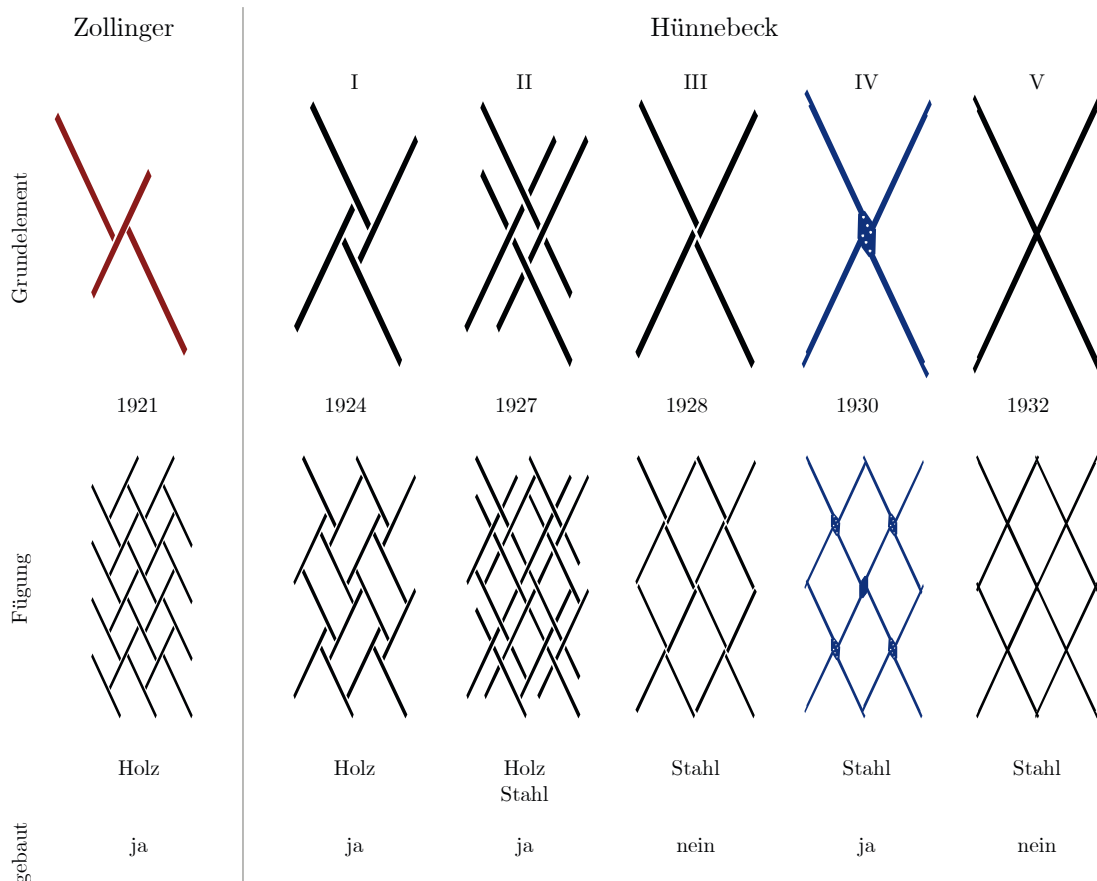 Zollinger
Hünnebeck
I
II
III
IV
V
Grundelement
1921
1924
1927
1928
1930
1932
Fügung
Holz
Holz
Holz
Stahl
Stahl
Stahl
Stahl
gebaut
ja
ja
ja
nein
ja
nein